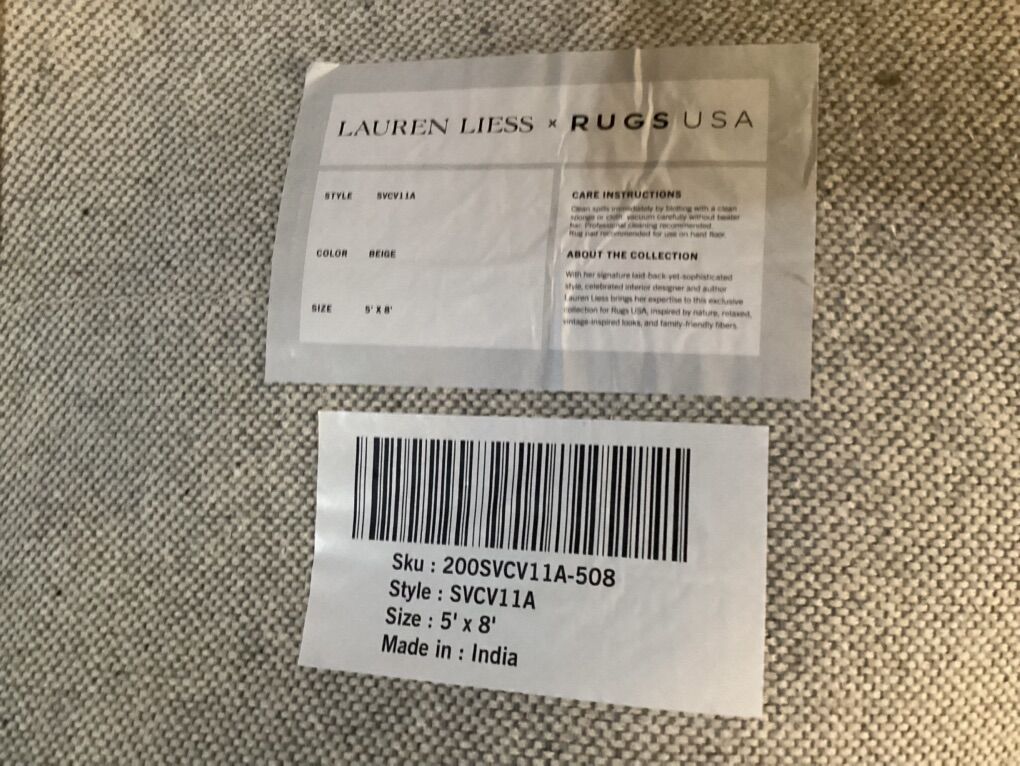 LAUREN LIESS × RUGS USA
STYLE SVCV11A
COLOR BEIGE
SIZE 5' X 8'
CARE INSTRUCTIONS
Clean spills immediately by blotting with a clean
sponge or cloth. vacuum carefully without beater
bar. Professional cleaning recommended.
Rug pad recommended for use on hard floor.
ABOUT THE COLLECTION
With her signature laid-back-yet-sophisticated
style, celebrated interior designer and author
Lauren Liess brings her expertise to this exclusive
collection for Rugs USA, inspired by nature, relaxed,
vintage-inspired looks, and family-friendly fibers.
Sku : 200SVCV11A-508
Style : SVCV11A
Size : 5' x 8'
Made in : India